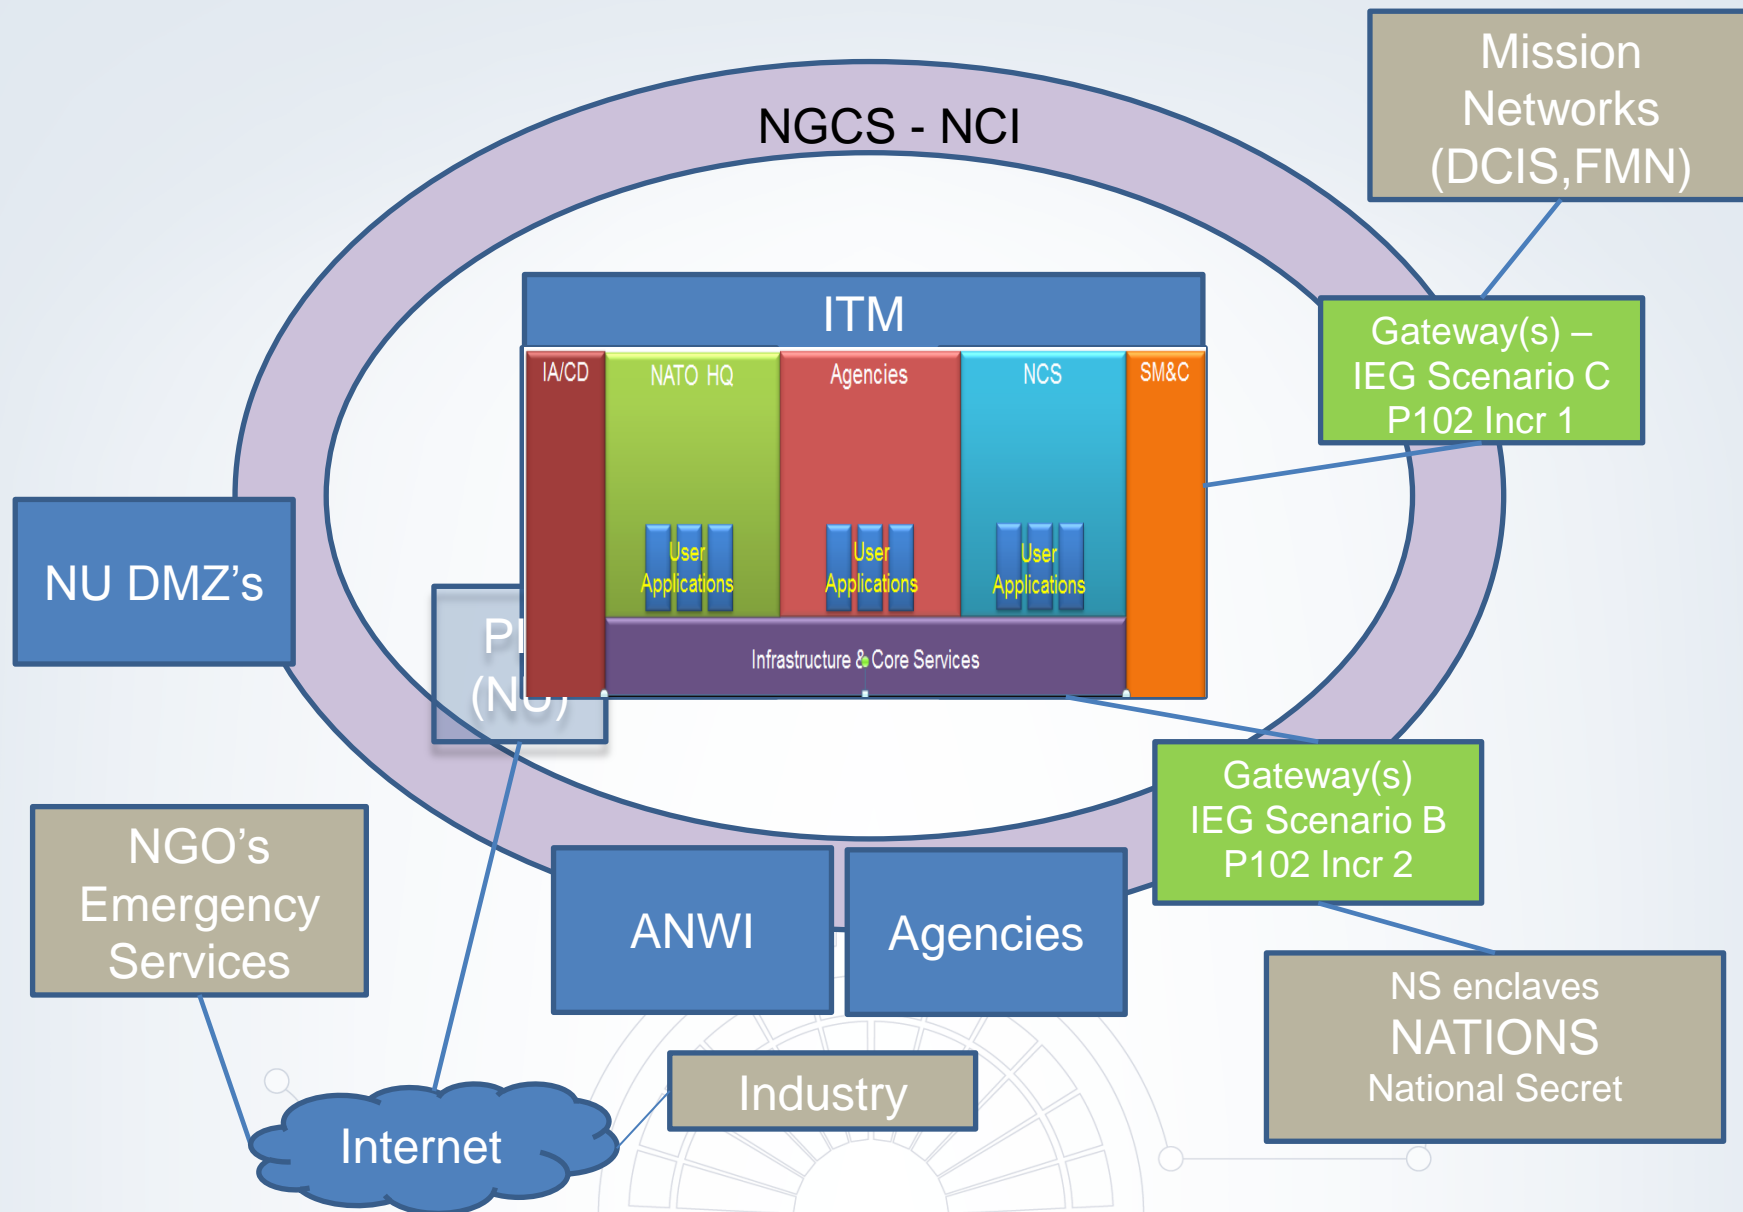 NGCS - NCI
Mission
Networks
(DCIS,FMN)
ITM
IA/CD
NATO HQ
Agencies
NCS
SM&C
User
Applications
User
Applications
User
Applications
Infrastructure & Core Services
Gateway(s) –
IEG Scenario C
P102 Incr 1
NU DMZ’s
(NU)
Gateway(s)
IEG Scenario B
P102 Incr 2
NGO’s
Emergency
Services
ANWI
Agencies
NS enclaves
NATIONS
National Secret
Industry
Internet